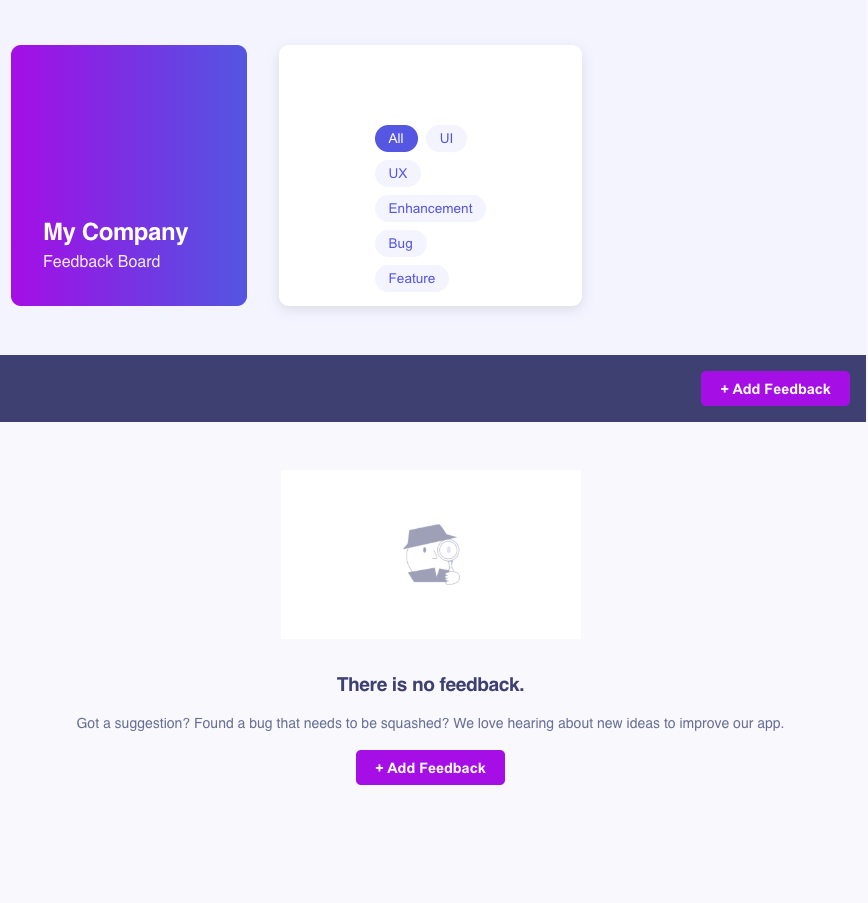 My Company
Feedback Board
All UI
UX
Enhancement
Bug
Feature
+ Add Feedback
There is no feedback.
Got a suggestion? Found a bug that needs to be squashed? We love hearing about new ideas to improve our app.
+ Add Feedback